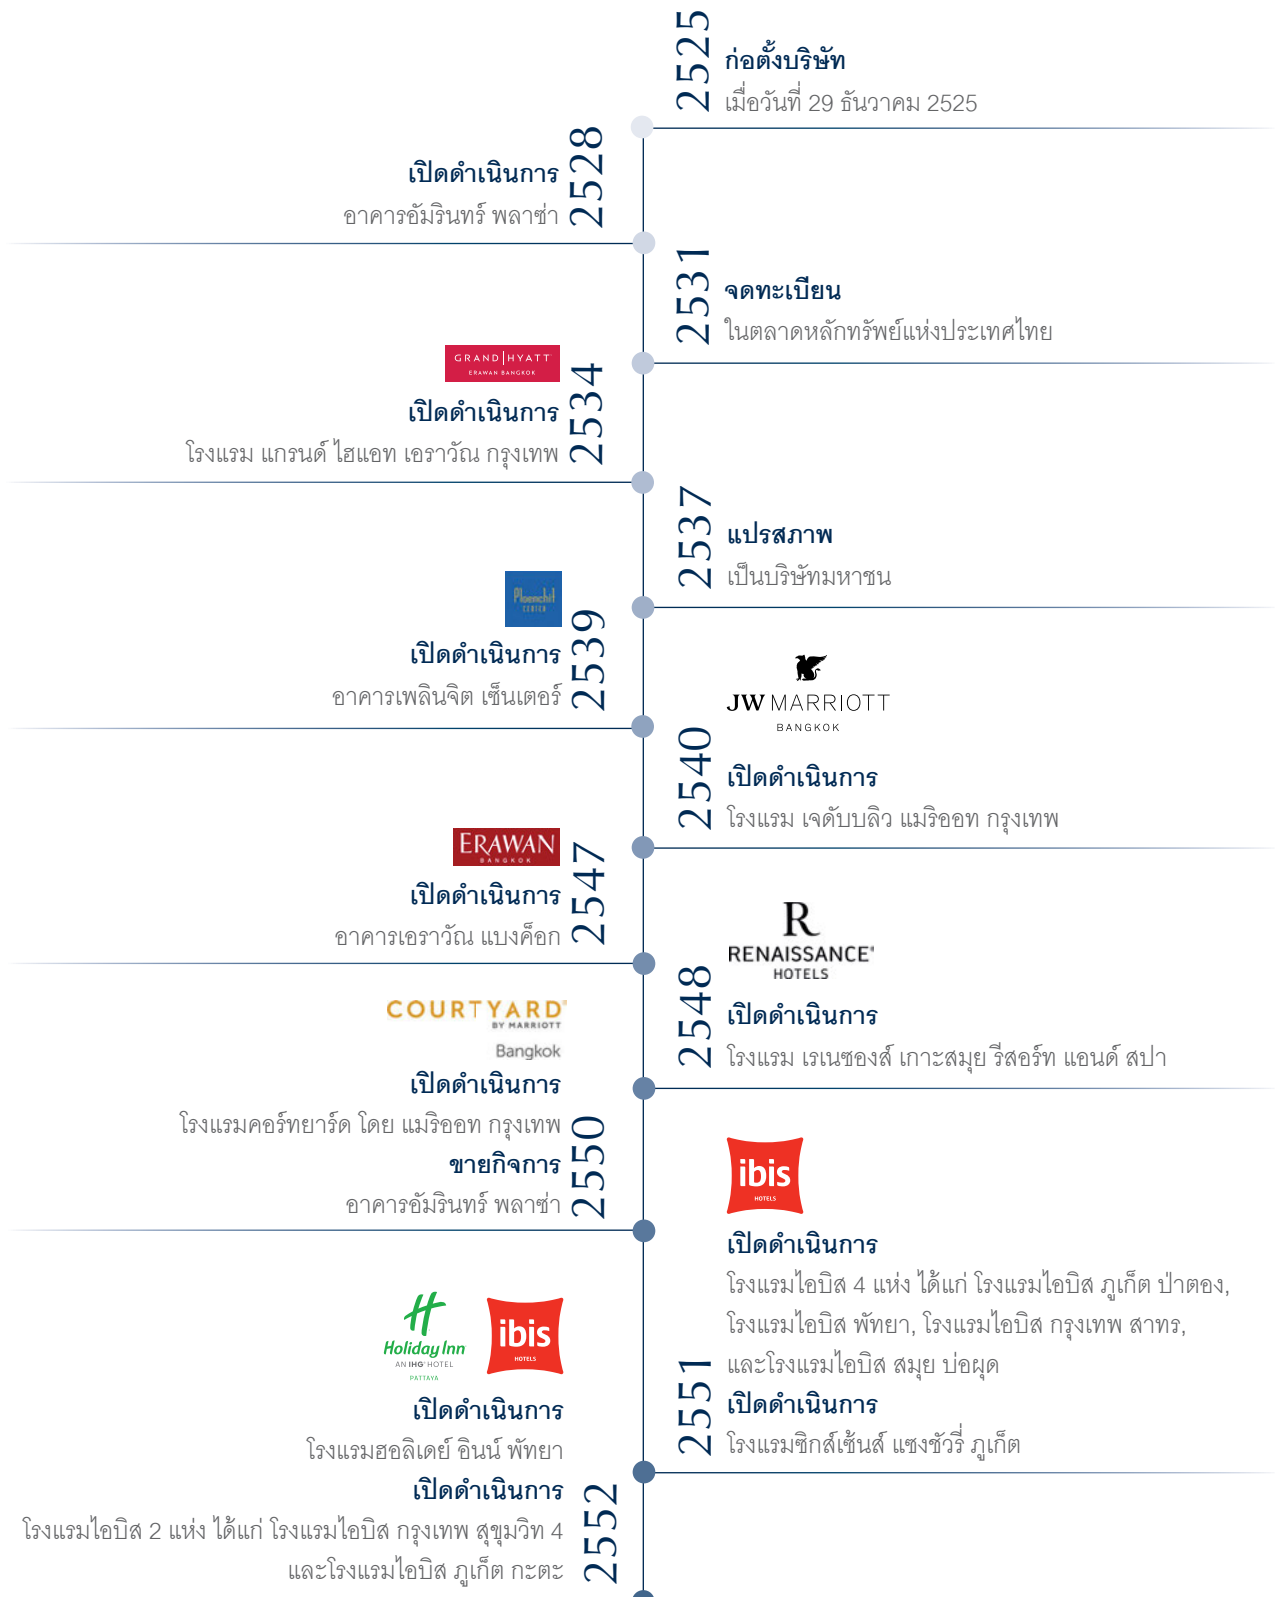 2525
ก่อตั้งบริษัท
เมื่อวันที่ 29 ธันวาคม 2525
2528
เปิดดำเนินการ
อาคารอัมรินทร์ พลาซ่า
2531
จดทะเบียน
ในตลาดหลักทรัพย์แห่งประเทศไทย
GRAND HYATT
ERAWAN BANGKOK
2534
เปิดดำเนินการ
โรงแรม แกรนด์ ไฮแอท เอราวัณ กรุงเทพ
2537
แปรสภาพ
เป็นบริษัทมหาชน
Ploenchit
CENTER
2539
เปิดดำเนินการ
อาคารเพลินจิต เซ็นเตอร์
JW MARRIOTT
BANGKOK
2540
เปิดดำเนินการ
โรงแรม เจดับบลิว แมริออท กรุงเทพ
ERAWAN
BANGKOK
2547
เปิดดำเนินการ
อาคารเอราวัณ แบงค็อก
R
RENAISSANCE®
HOTELS
2548
เปิดดำเนินการ
โรงแรม เรเนซองส์ เกาะสมุย รีสอร์ท แอนด์ สปา
COURTYARD®
BY MARRIOTT
Bangkok
2550
เปิดดำเนินการ
โรงแรมคอร์ทยาร์ด โดย แมริออท กรุงเทพ
ขายกิจการ
อาคารอัมรินทร์ พลาซ่า
ibis
HOTELS
2551
เปิดดำเนินการ
โรงแรมไอบิส 4 แห่ง ได้แก่ โรงแรมไอบิส ภูเก็ต ป่าตอง,
โรงแรมไอบิส พัทยา, โรงแรมไอบิส กรุงเทพ สาทร,
และโรงแรมไอบิส สมุย บ่อผุด
เปิดดำเนินการ
โรงแรมซิกส์เซ้นส์ แซงชัวรี่ ภูเก็ต
Holiday Inn
AN IHG® HOTEL
PATTAYA
ibis
HOTELS
2552
เปิดดำเนินการ
โรงแรมฮอลิเดย์ อินน์ พัทยา
เปิดดำเนินการ
โรงแรมไอบิส 2 แห่ง ได้แก่ โรงแรมไอบิส กรุงเทพ สุขุมวิท 4
และโรงแรมไอบิส ภูเก็ต กะตะ